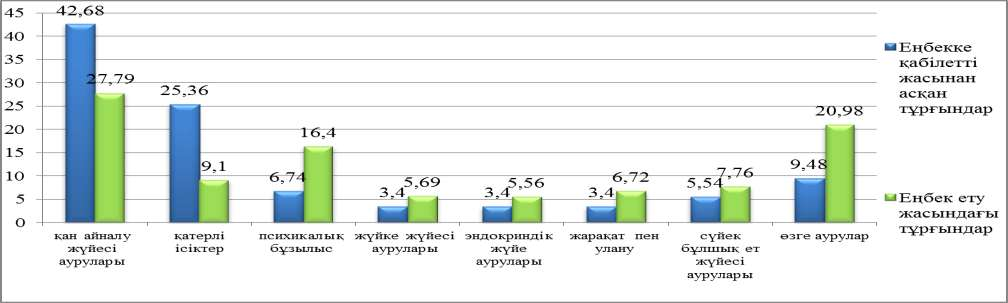 45
40
35
30
25
20
15
10
5
0
42,68
27,79
25,36
9,1
6,74
16,4
3,4
5,69
3,4
5,56
3,4
6,72
5,54
7,76
9,48
20,98
қан айналу
жүйесі
аурулары
қатерлі
ісіктер
психикалық
бұзылыс
жүйке жүйесі
аурулары
эндокриндік
жүйе
аурулары
жарақат пен
улану
сүйек
бұлшық ет
жүйесі
аурулары
өзге аурулар
Еңбекке
қабілетті
жасынан
асқан
тұрғындар
Еңбек ету
жасындағы
тұрғындар